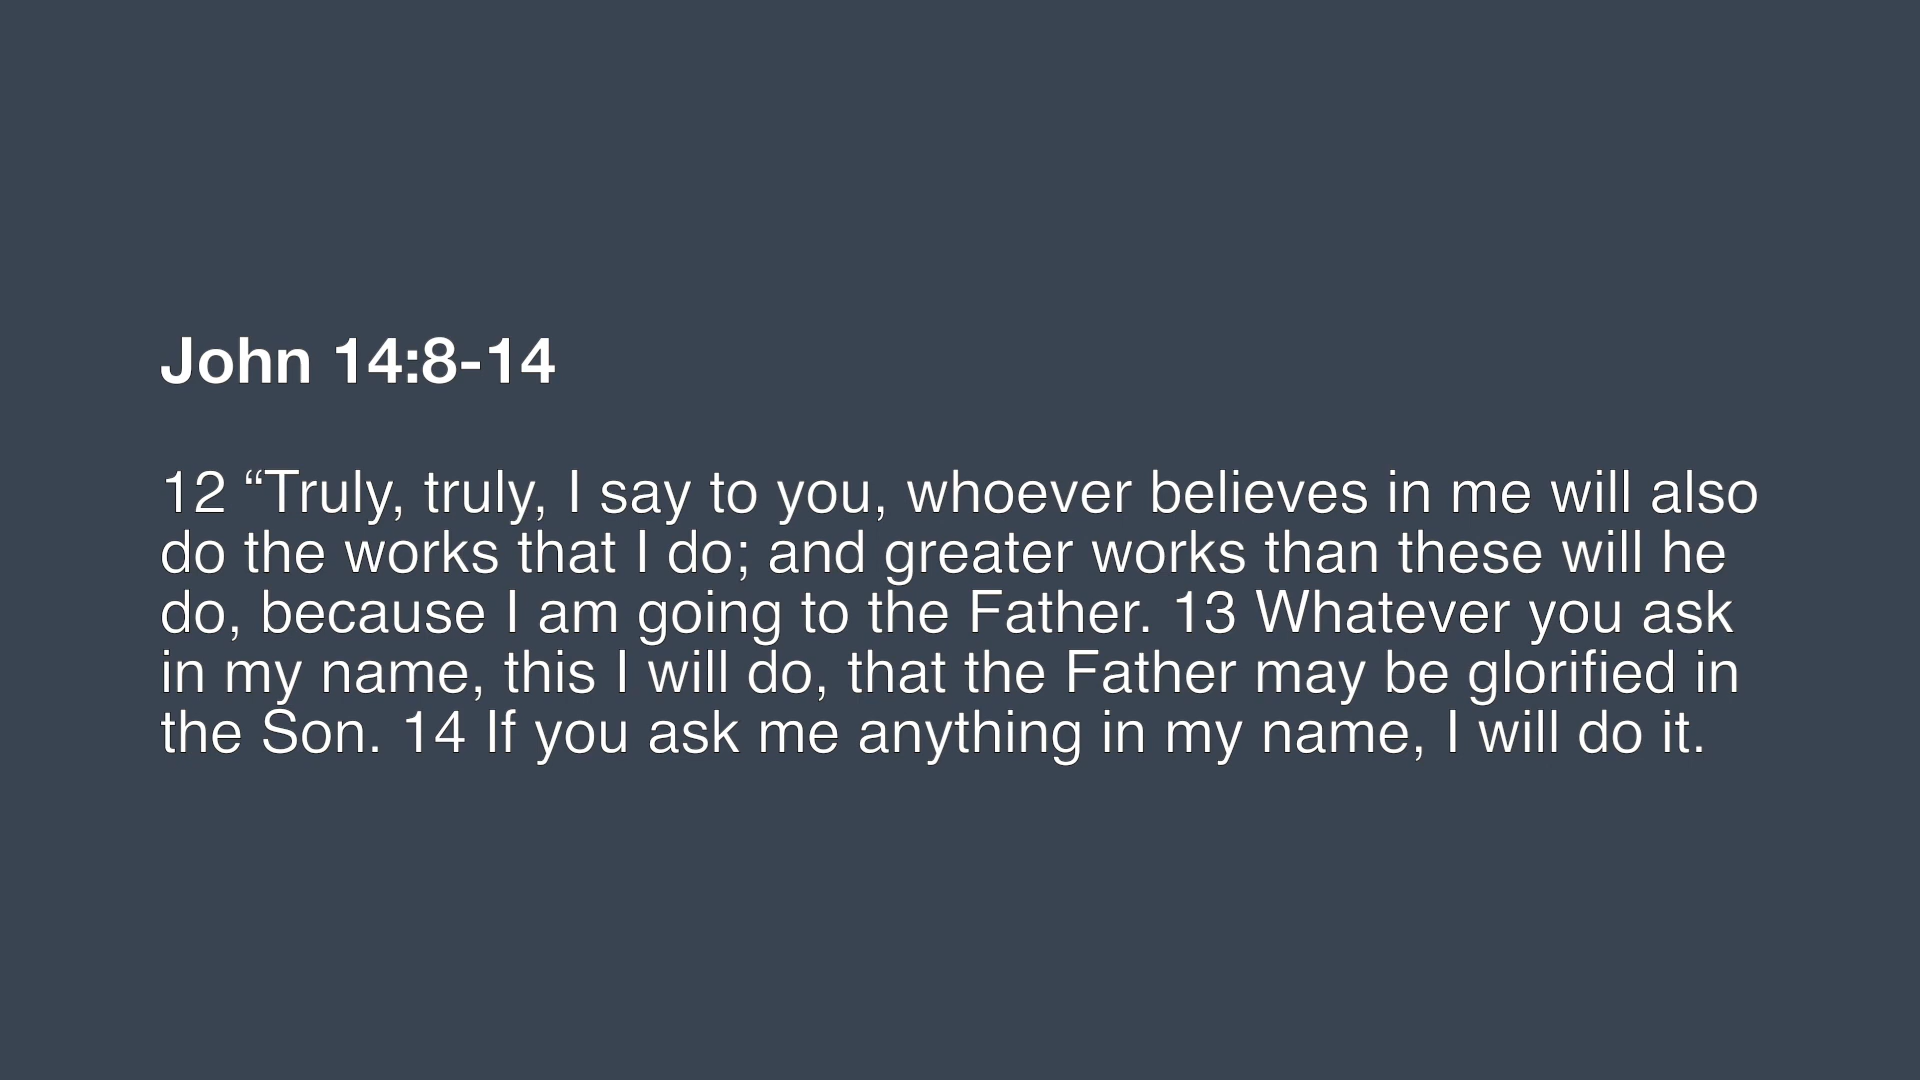 John 14:8-14
12 “Truly, truly, I say to you, whoever believes in me will also
do the works that I do; and greater works than these will he
do, because I am going to the Father. 13 Whatever you ask
in my name, this I will do, that the Father may be glorified in
the Son. 14 If you ask me anything in my name, I will do it.